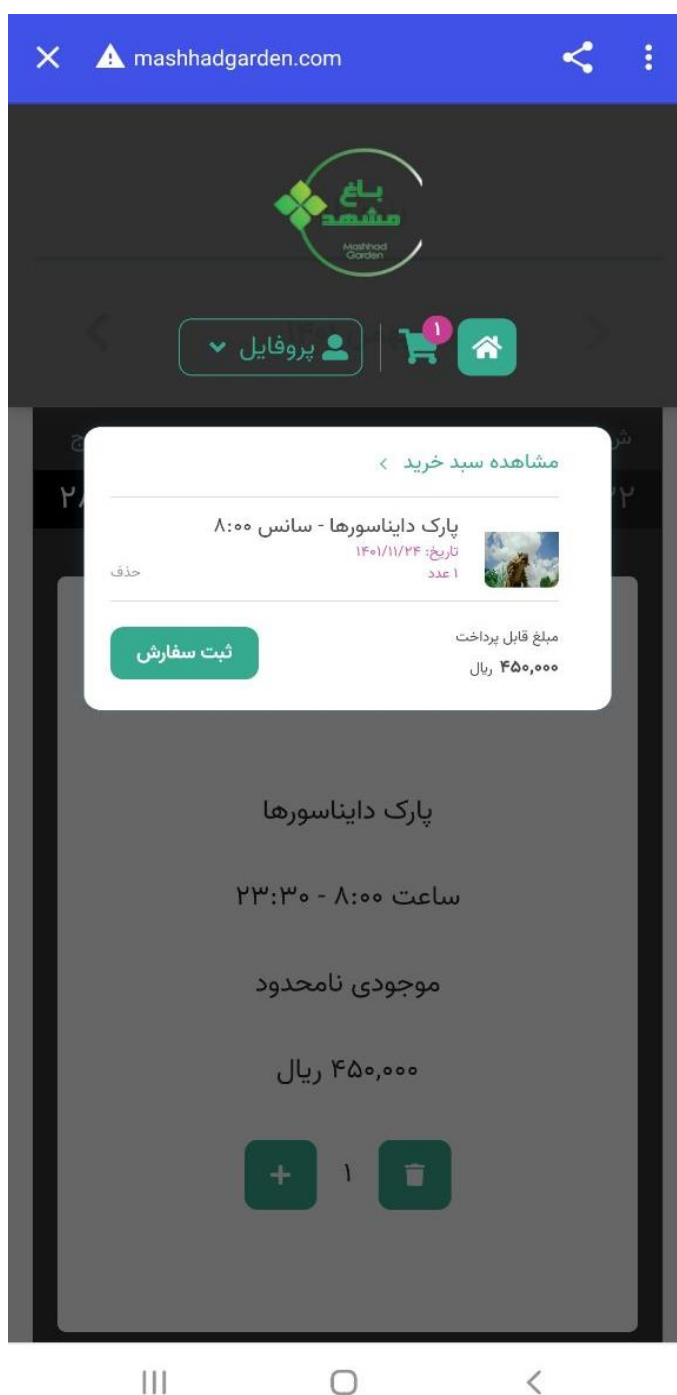 mashhadgarden.com
باغ
مشهد
Mashhad
Garden
۱
پروفایل
مشاهده سبد خرید
پارک دایناسورها - سانس ۸:۰۰
تاریخ: ۱۴۰۱/۱۱/۲۴
۱ عدد
حذف
مبلغ قابل پرداخت
۴۵۰,۰۰۰ ریال
ثبت سفارش
پارک دایناسورها
ساعت ۸:۰۰ - ۲۳:۳۰
موجودی نامحدود
۴۵۰,۰۰۰ ریال
۱